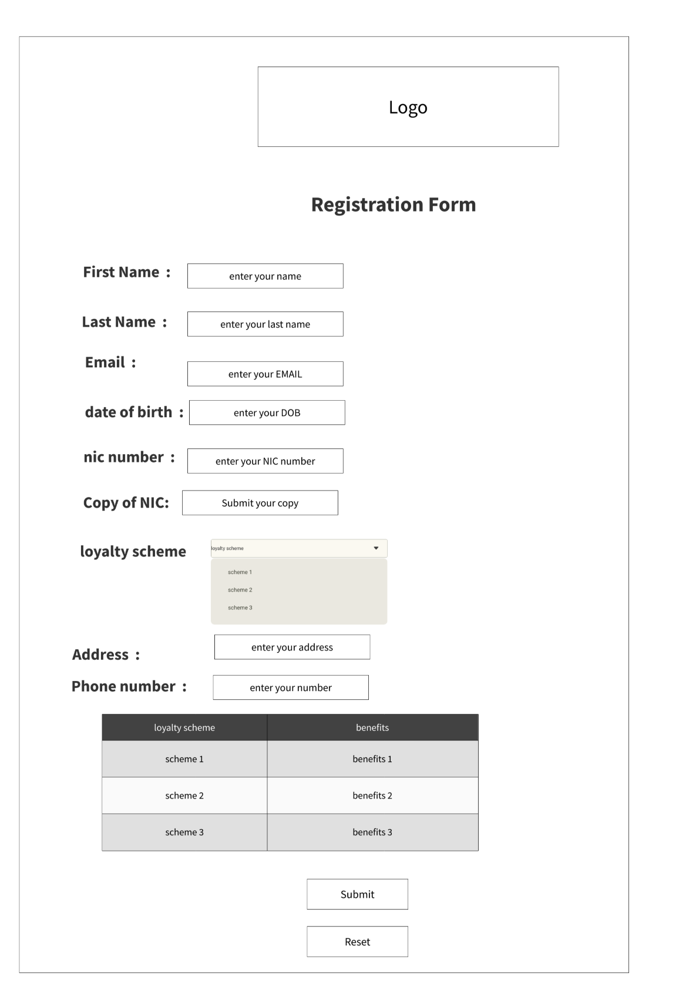 Logo
Registration Form
First Name :
enter your name
Last Name :
enter your last name
Email :
enter your EMAIL
date of birth :
enter your DOB
nic number :
enter your NIC number
Copy of NIC:
Submit your copy
loyalty scheme
loyalty scheme
scheme 1
scheme 2
scheme 3
Address :
enter your address
Phone number :
enter your number
loyalty scheme benefits
scheme 1 benefits 1
scheme 2 benefits 2
scheme 3 benefits 3
Submit
Reset